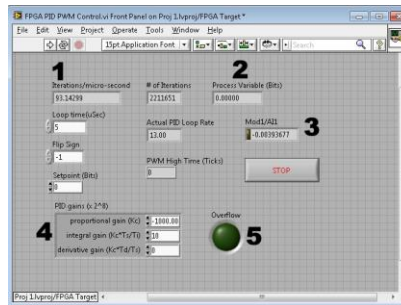 FPGA PID PWM Control.vi Front Panel on Proj 1.lvproj/FPGA Target *
File Edit View Project Operate Tools Window Help
15pt Application Font
Search
1
2
Iterations/micro-second
# of Iterations
Process Variable (Bits)
93.14299
2211651
0.00000
Loop time(uSec)
5
Actual PID Loop Rate
13.00
Mod1/AI1
-0.00393677
3
Flip Sign
-1
PWM High Time (Ticks)
0
STOP
Setpoint (Bits)
0
PID gains (x 2^8)
4
proportional gain (Kc)
-1000.00
integral gain (Kc*Ts/Ti)
10
derivative gain (Kc*Td/Ts)
0
Overflow
5
Proj 1.lvproj/FPGA Target